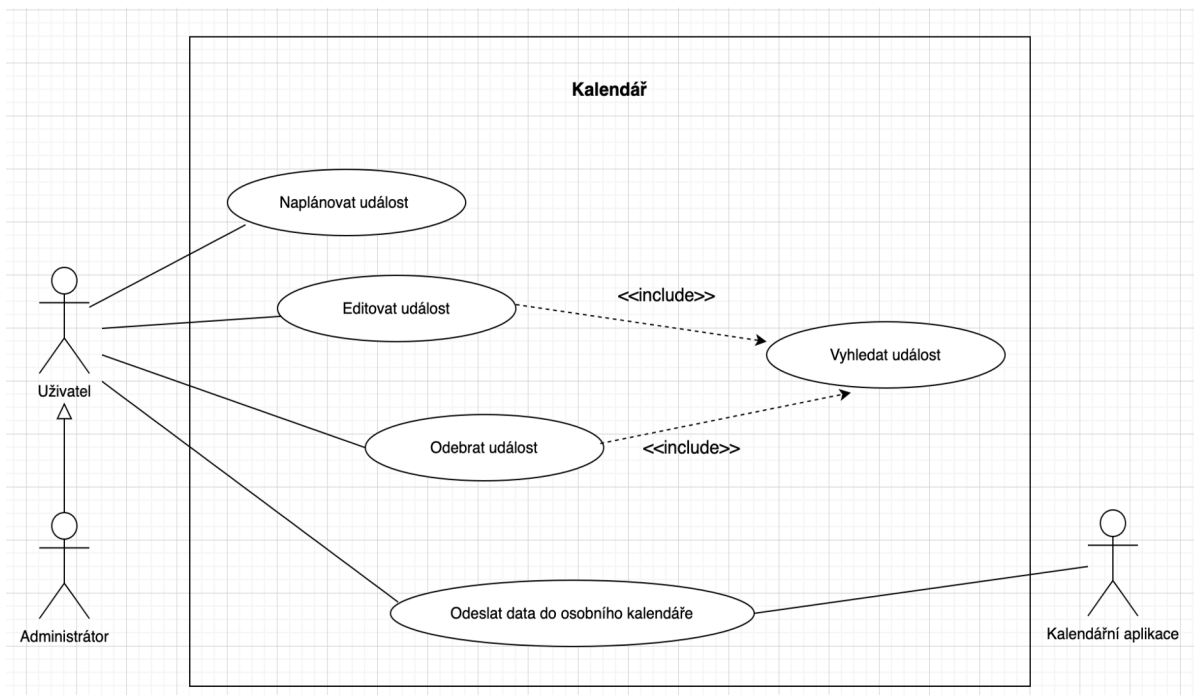 Kalendář
Naplánovat událost
Editovat událost
<<include>>
Vyhledat událost
Uživatel
Odebrat událost
<<include>>
Odeslat data do osobního kalendáře
Administrátor
Kalendářní aplikace